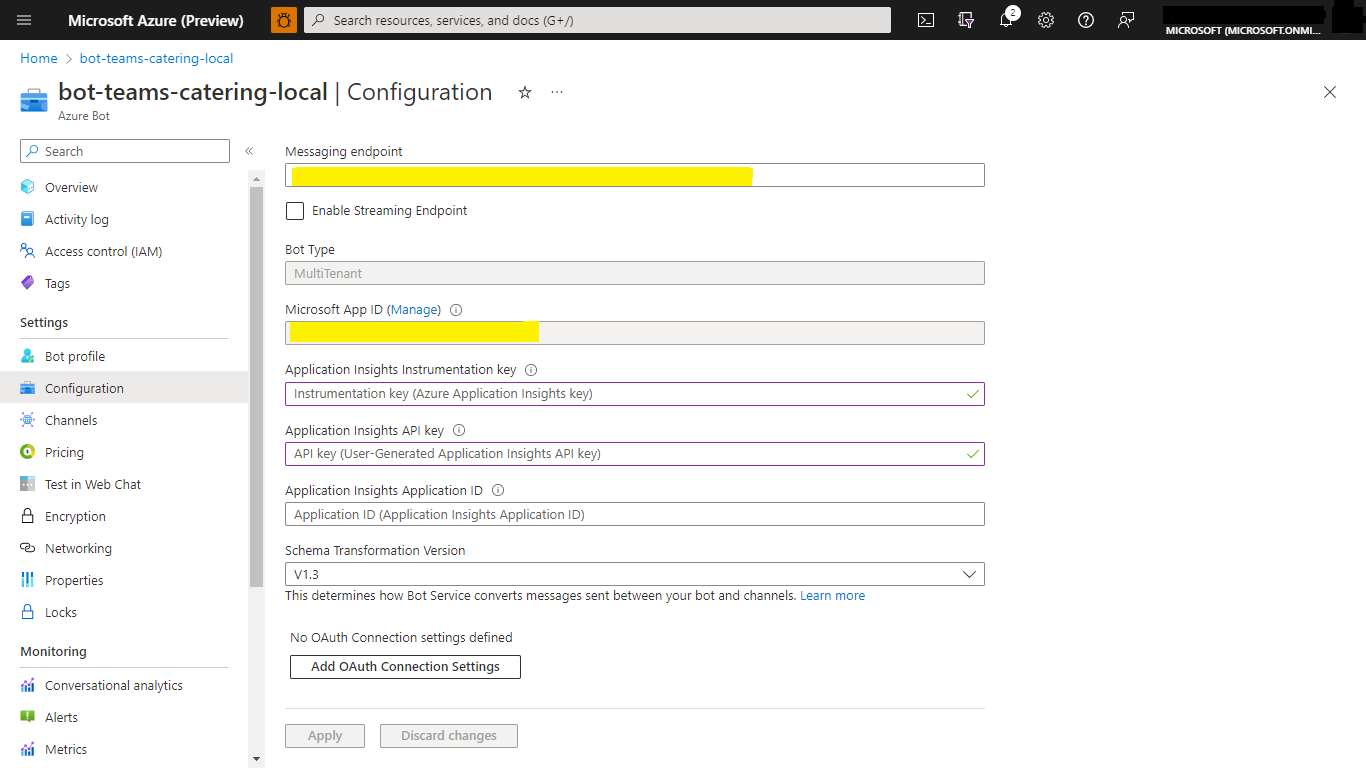 Microsoft Azure (Preview)
Search resources, services, and docs (G+/)
2
MICROSOFT (MICROSOFT.ONMI...
Home > bot-teams-catering-local
bot-teams-catering-local | Configuration
Azure Bot
Search
Overview
Activity log
Access control (IAM)
Tags
Settings
Bot profile
Configuration
Channels
Pricing
Test in Web Chat
Encryption
Networking
Properties
Locks
Monitoring
Conversational analytics
Alerts
Metrics
Messaging endpoint
Enable Streaming Endpoint
Bot Type
MultiTenant
Microsoft App ID (Manage)
Application Insights Instrumentation key
Instrumentation key (Azure Application Insights key)
Application Insights API key
API key (User-Generated Application Insights API key)
Application Insights Application ID
Application ID (Application Insights Application ID)
Schema Transformation Version
V1.3
This determines how Bot Service converts messages sent between your bot and channels. Learn more
No OAuth Connection settings defined
Add OAuth Connection Settings
Apply
Discard changes